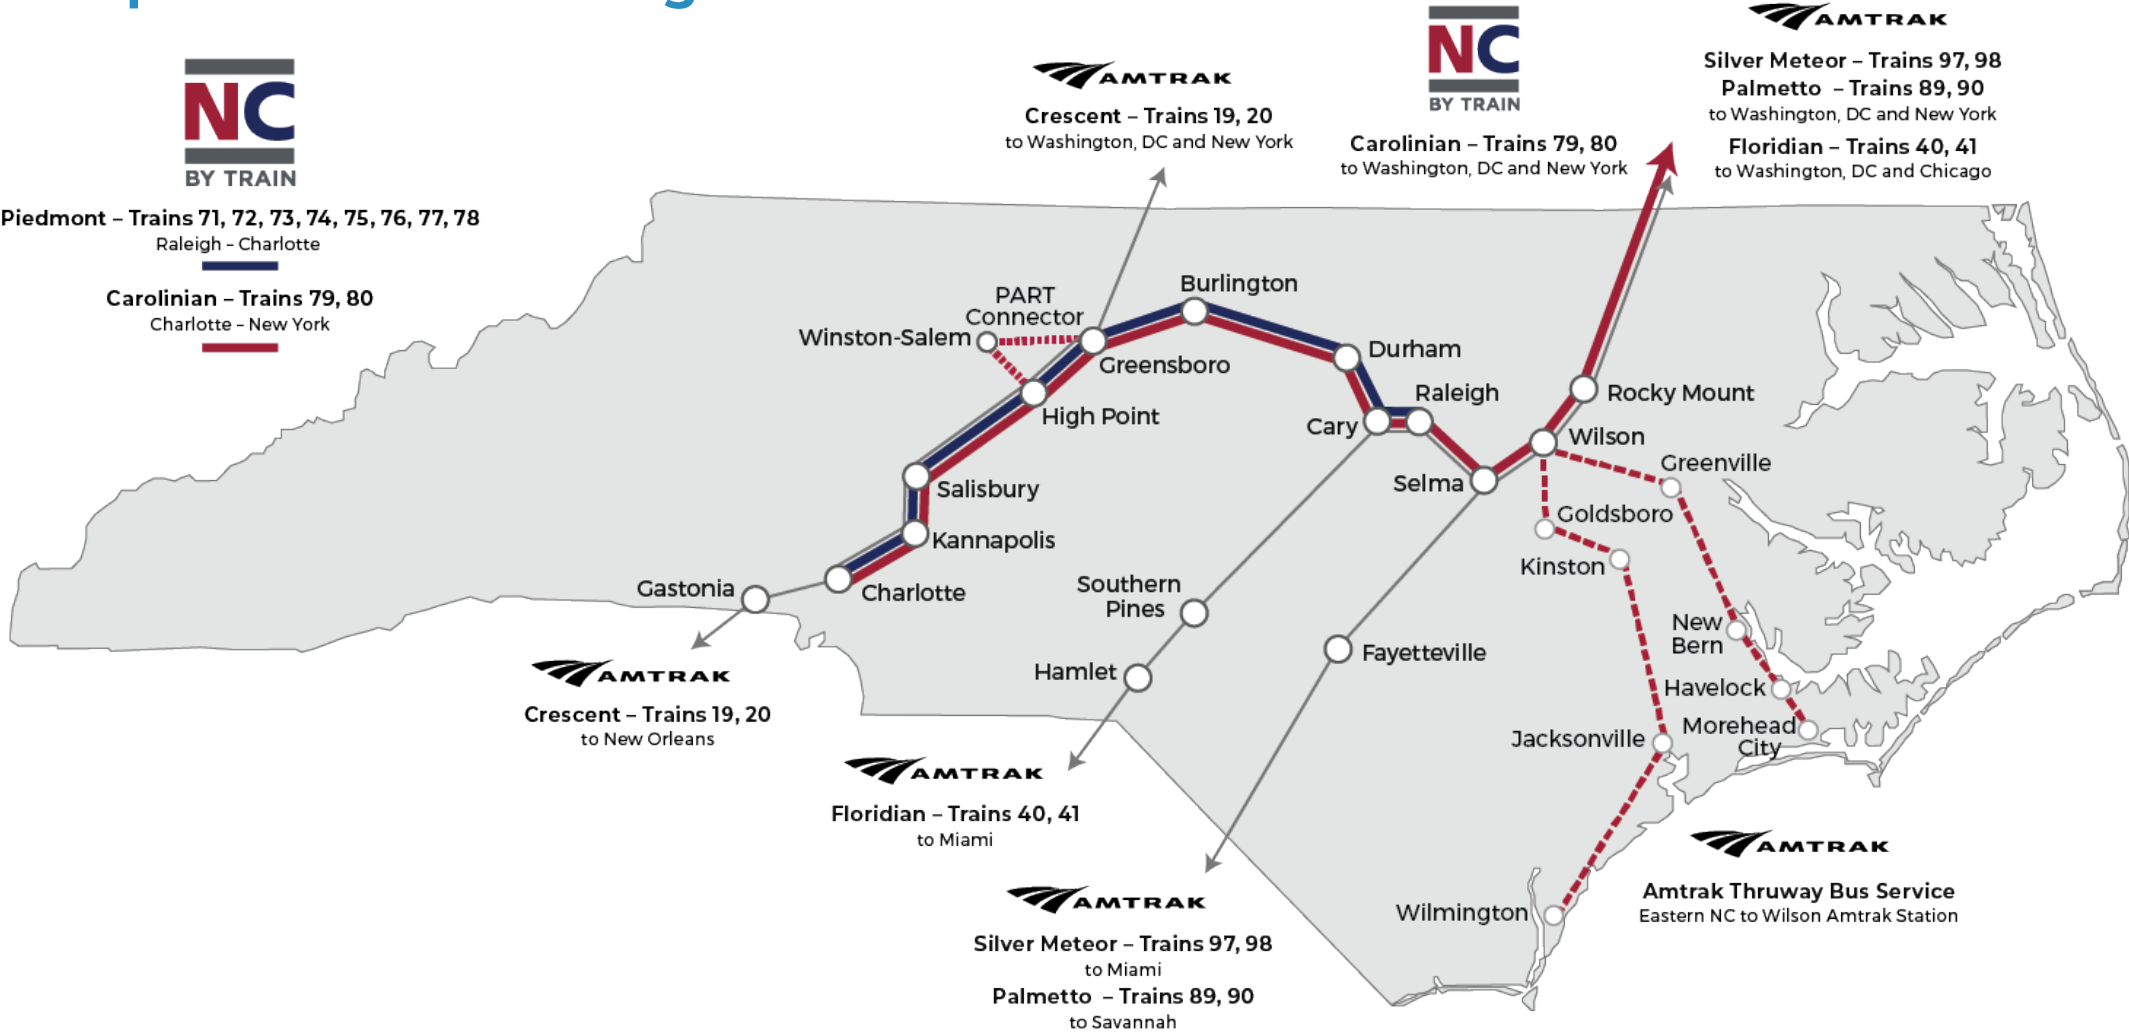 NC
BY TRAIN
Piedmont – Trains 71, 72, 73, 74, 75, 76, 77, 78
Raleigh – Charlotte
Carolinian – Trains 79, 80
Charlotte – New York
AMTRAK
Crescent – Trains 19, 20
to Washington, DC and New York
NC
BY TRAIN
Carolinian – Trains 79, 80
to Washington, DC and New York
AMTRAK
Silver Meteor – Trains 97, 98
Palmetto – Trains 89, 90
to Washington, DC and New York
Floridian – Trains 40, 41
to Washington, DC and Chicago
Burlington
PART
Connector
Winston-Salem
Greensboro
High Point
Durham
Raleigh
Cary
Rocky Mount
Wilson
Selma
Greenville
Goldsboro
Kinston
Salisbury
Kannapolis
Charlotte
Gastonia
Southern
Pines
Hamlet
Fayetteville
New
Bern
Havelock
Morehead
City
Jacksonville
Wilmington
AMTRAK
Crescent – Trains 19, 20
to New Orleans
AMTRAK
Floridian – Trains 40, 41
to Miami
AMTRAK
Silver Meteor – Trains 97, 98
to Miami
Palmetto – Trains 89, 90
to Savannah
AMTRAK
Amtrak Thruway Bus Service
Eastern NC to Wilson Amtrak Station